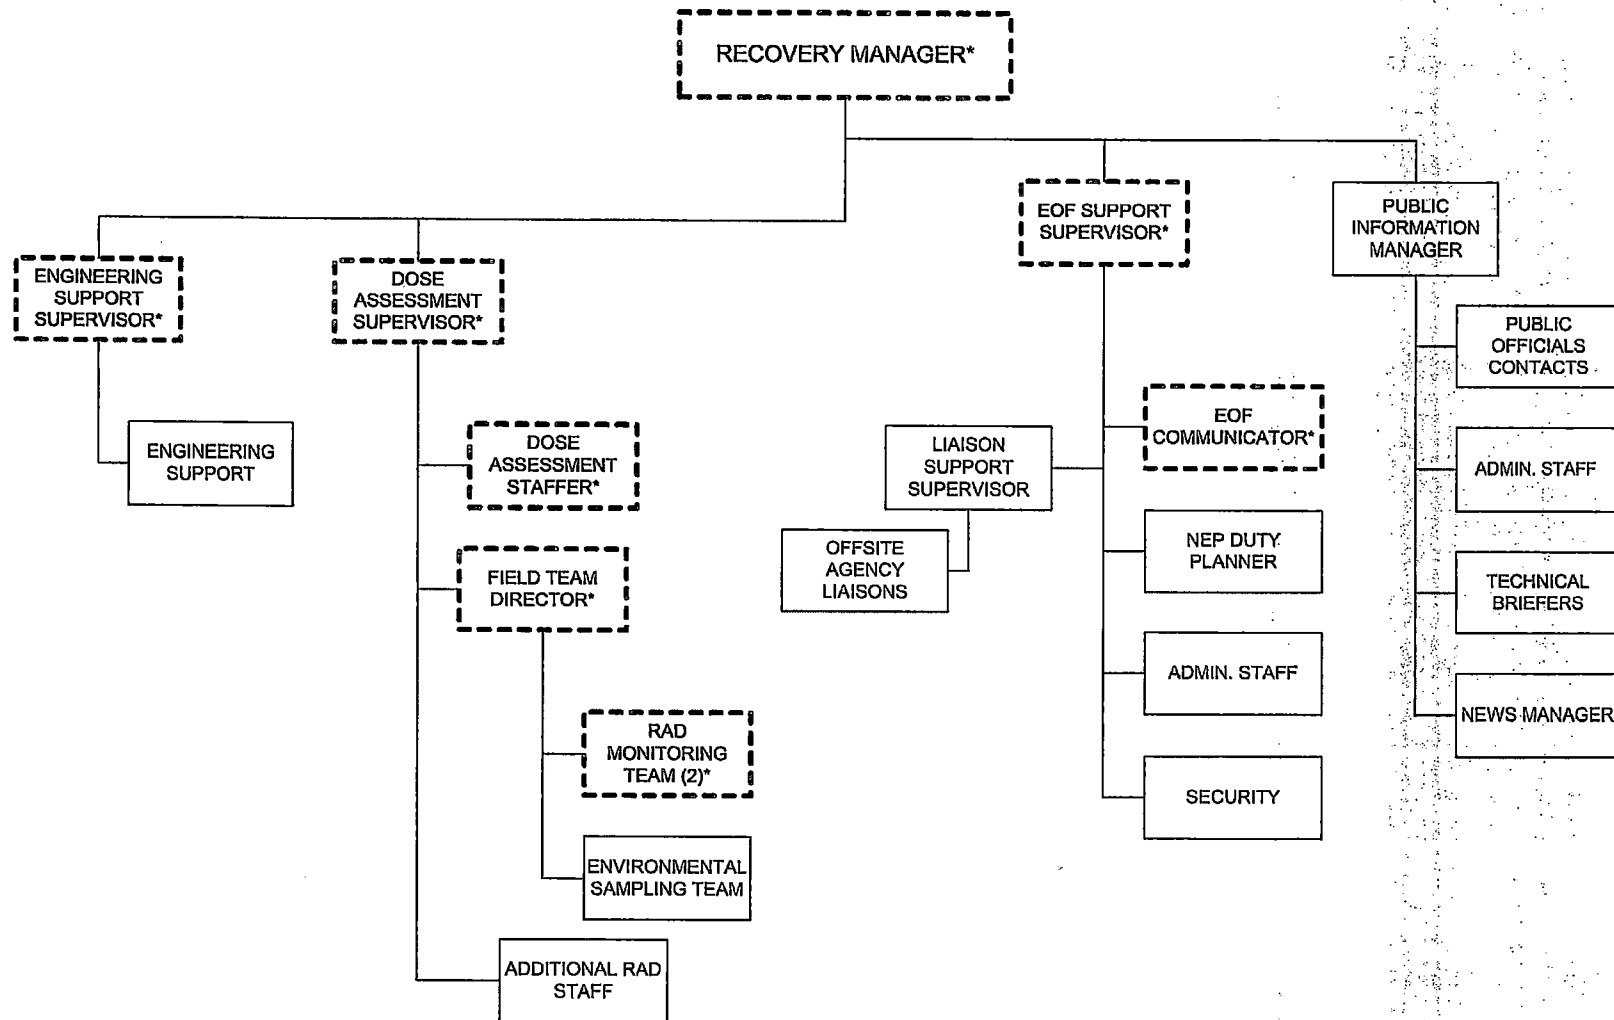 RECOVERY MANAGER*
ENGINEERING
SUPPORT
SUPERVISOR*
DOSE
ASSESSMENT
SUPERVISOR*
EOF SUPPORT
SUPERVISOR*
PUBLIC
INFORMATION
MANAGER
ENGINEERING
SUPPORT
DOSE
ASSESSMENT
STAFFER*
FIELD TEAM
DIRECTOR*
RAD
MONITORING
TEAM (2)*
ENVIRONMENTAL
SAMPLING TEAM
ADDITIONAL RAD
STAFF
LIAISON
SUPPORT
SUPERVISOR
OFFSITE
AGENCY
LIAISONS
EOF
COMMUNICATOR*
NEP DUTY
PLANNER
ADMIN. STAFF
SECURITY
PUBLIC
OFFICIALS
CONTACTS
ADMIN. STAFF
TECHNICAL
BRIEFERS
NEWS MANAGER